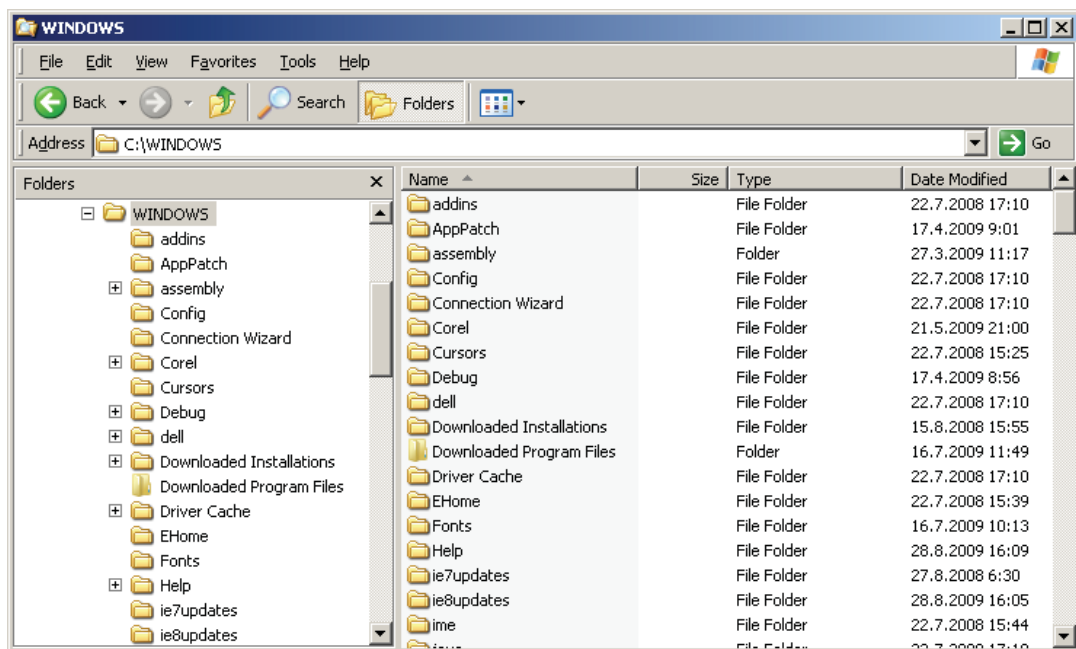 WINDOWS
File Edit View Favorites Tools Help
Back Search Folders
Address C:\WINDOWS Go
Folders
WINDOWS
addins
AppPatch
assembly
Config
Connection Wizard
Corel
Cursors
Debug
dell
Downloaded Installations
Downloaded Program Files
Driver Cache
EHome
Fonts
Help
ie7updates
ie8updates
Name Size Type Date Modified
addins File Folder 22.7.2008 17:10
AppPatch File Folder 17.4.2009 9:01
assembly Folder 27.3.2009 11:17
Config File Folder 22.7.2008 17:10
Connection Wizard File Folder 22.7.2008 17:10
Corel File Folder 21.5.2009 21:00
Cursors File Folder 22.7.2008 15:25
Debug File Folder 17.4.2009 8:56
dell File Folder 22.7.2008 17:10
Downloaded Installations File Folder 15.8.2008 15:55
Downloaded Program Files Folder 16.7.2009 11:49
Driver Cache File Folder 22.7.2008 17:10
EHome File Folder 22.7.2008 15:39
Fonts File Folder 16.7.2009 10:13
Help File Folder 28.8.2009 16:09
ie7updates File Folder 27.8.2008 6:30
ie8updates File Folder 28.8.2009 16:05
ime File Folder 22.7.2008 15:44